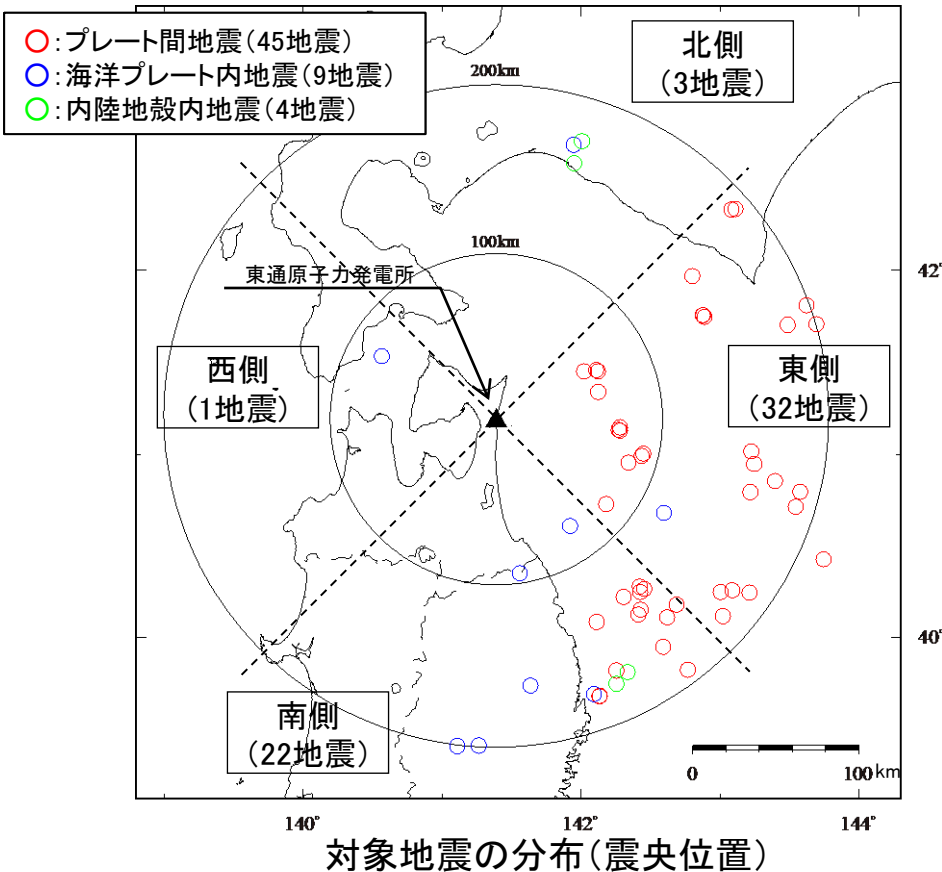 ○:プレート間地震(45地震)
○:海洋プレート内地震(9地震)
○:内陸地殻内地震(4地震)
北側
(3地震)
200km
100km
東通原子力発電所
42°
西側
(1地震)
東側
(32地震)
40°
南側
(22地震)
0 100km
140° 142° 144°
対象地震の分布(震央位置)